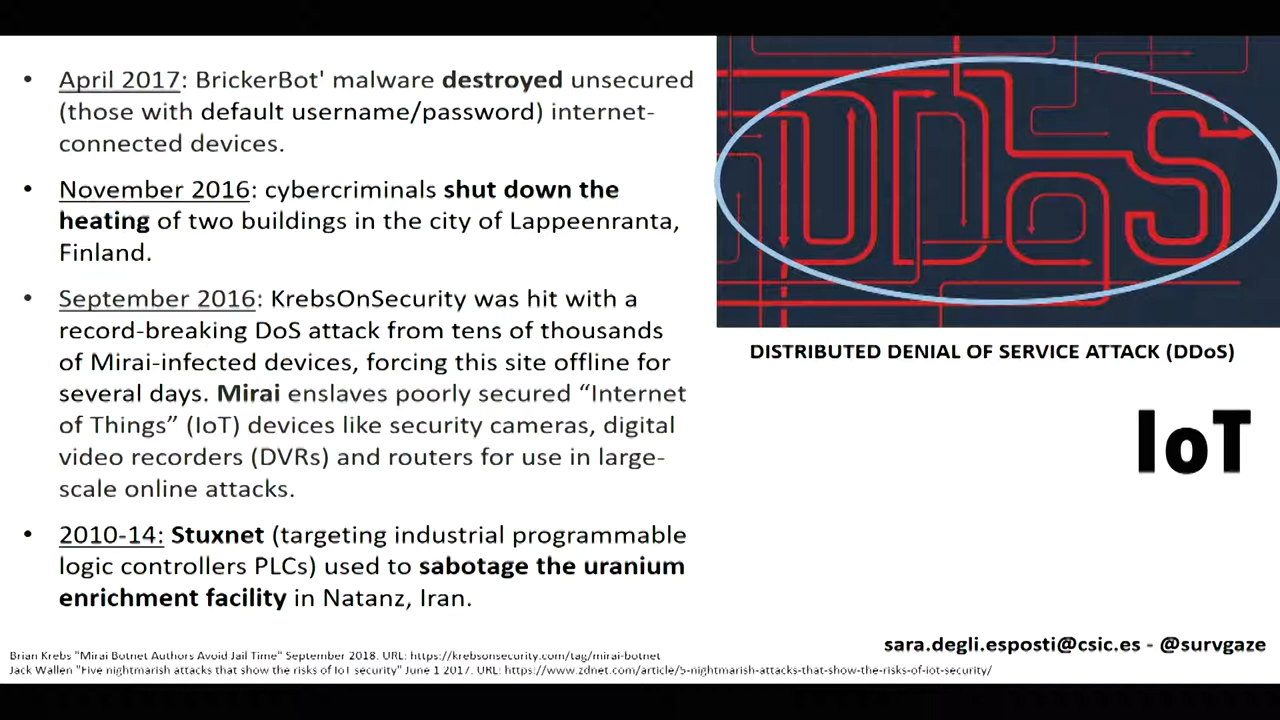 • April 2017: BrickerBot' malware destroyed unsecured
(those with default username/password) internet-
connected devices.
• November 2016: cybercriminals shut down the
heating of two buildings in the city of Lappeenranta,
Finland.
• September 2016: KrebsOnSecurity was hit with a
record-breaking DoS attack from tens of thousands
of Mirai-infected devices, forcing this site offline for
several days. Mirai enslaves poorly secured “Internet
of Things” (IoT) devices like security cameras, digital
video recorders (DVRs) and routers for use in large-
scale online attacks.
• 2010-14: Stuxnet (targeting industrial programmable
logic controllers PLCs) used to sabotage the uranium
enrichment facility in Natanz, Iran.
DDoS
DISTRIBUTED DENIAL OF SERVICE ATTACK (DDoS)
IoT
sara.degli.esposti@csic.es - @survgaze
Brian Krebs "Mirai Botnet Authors Avoid Jail Time" September 2018. URL: https://krebsonsecurity.com/tag/mirai-botnet
Jack Wallen "Five nightmarish attacks that show the risks of IoT security" June 1 2017. URL: https://www.zdnet.com/article/5-nightmarish-attacks-that-show-the-risks-of-iot-security/